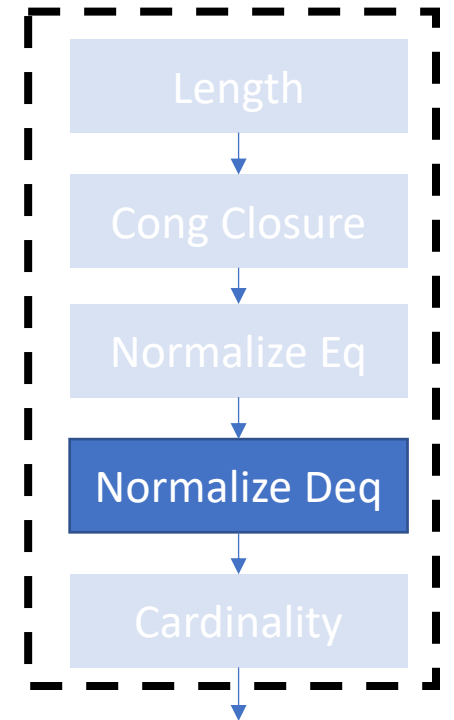 Length
Cong Closure
Normalize Eq
Normalize Deq
Cardinality